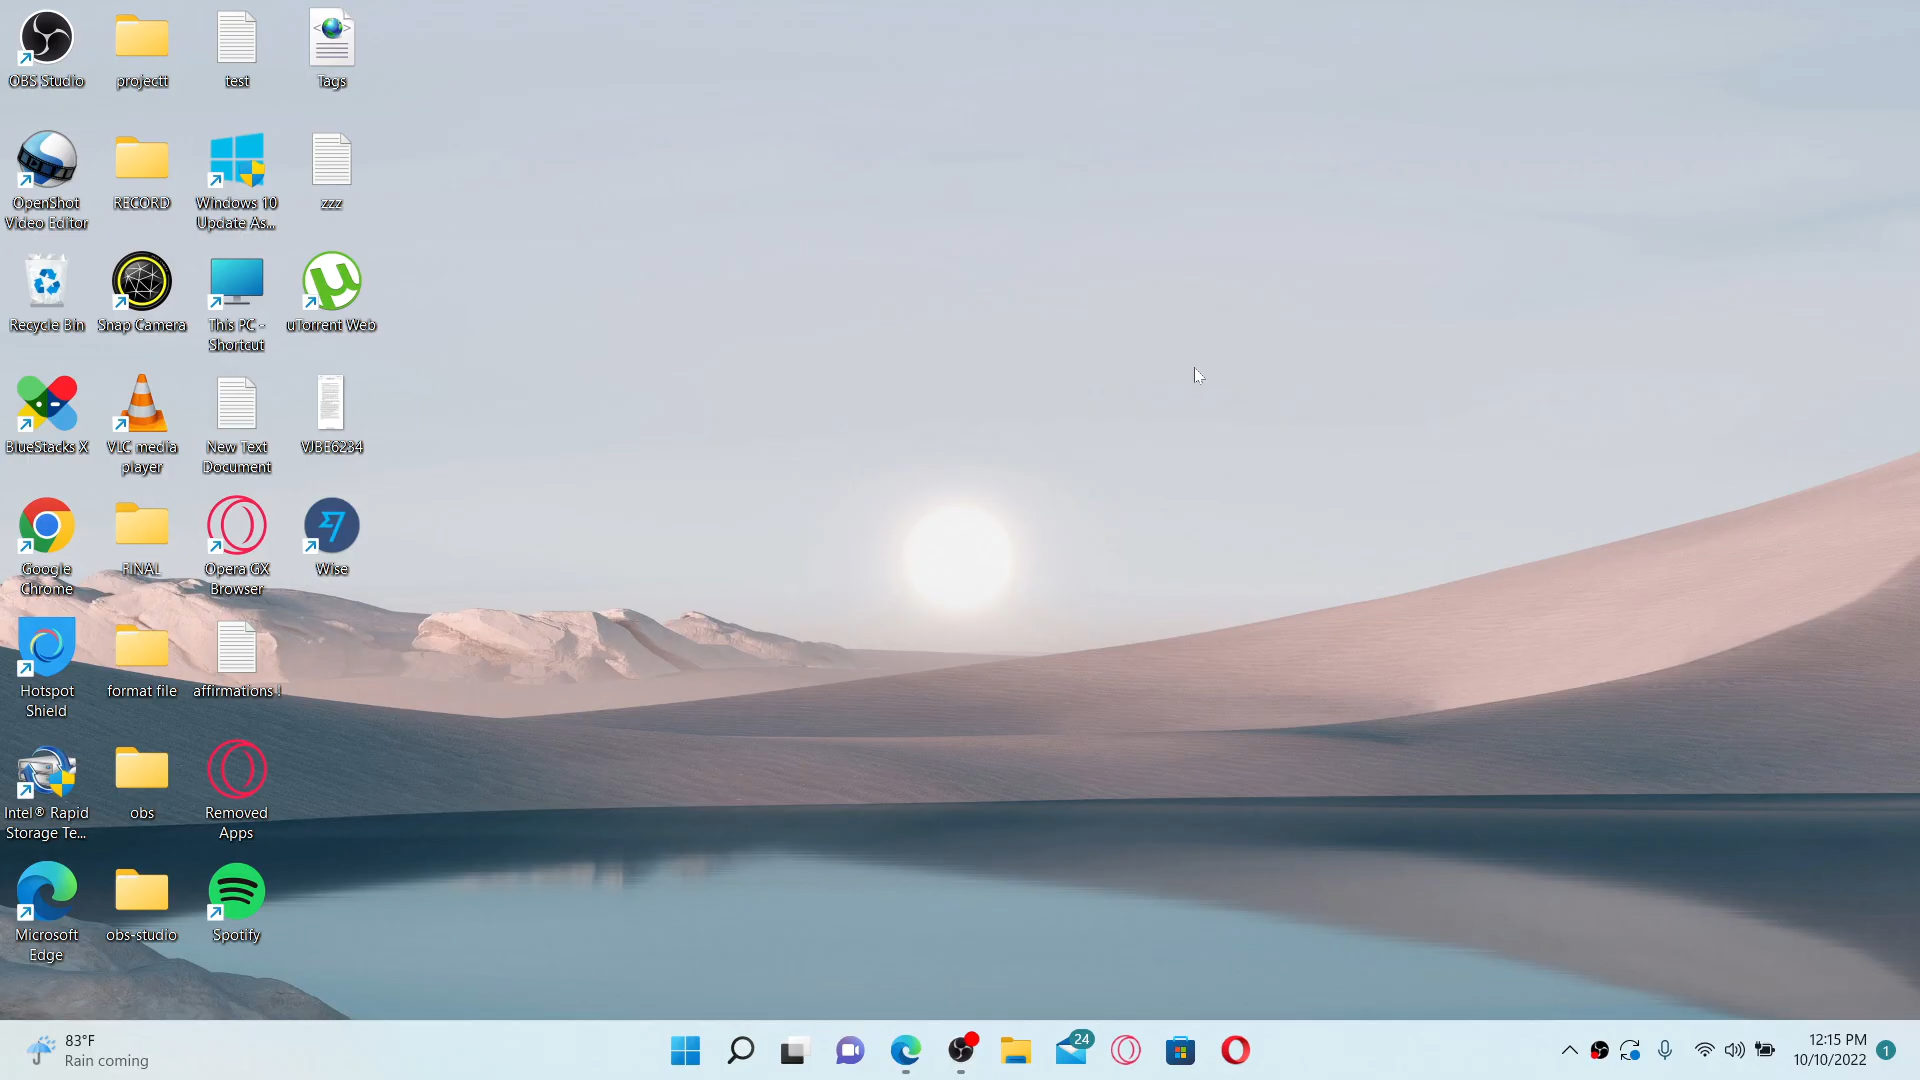 OBS Studio
projectt
test
Tags
OpenShot
Video Editor
RECORD
Windows 10
Update As...
zzz
Recycle Bin
Snap Camera
This PC -
Shortcut
uTorrent Web
BlueStacks X
VLC media
player
New Text
Document
VJBE6234
Google
Chrome
FINAL
Opera GX
Browser
Wise
Hotspot
Shield
format file
affirmations !
Intel® Rapid
Storage Te...
obs
Removed
Apps
Microsoft
Edge
obs-studio
Spotify
83°F
Rain coming
24
12:15 PM
10/10/2022
1